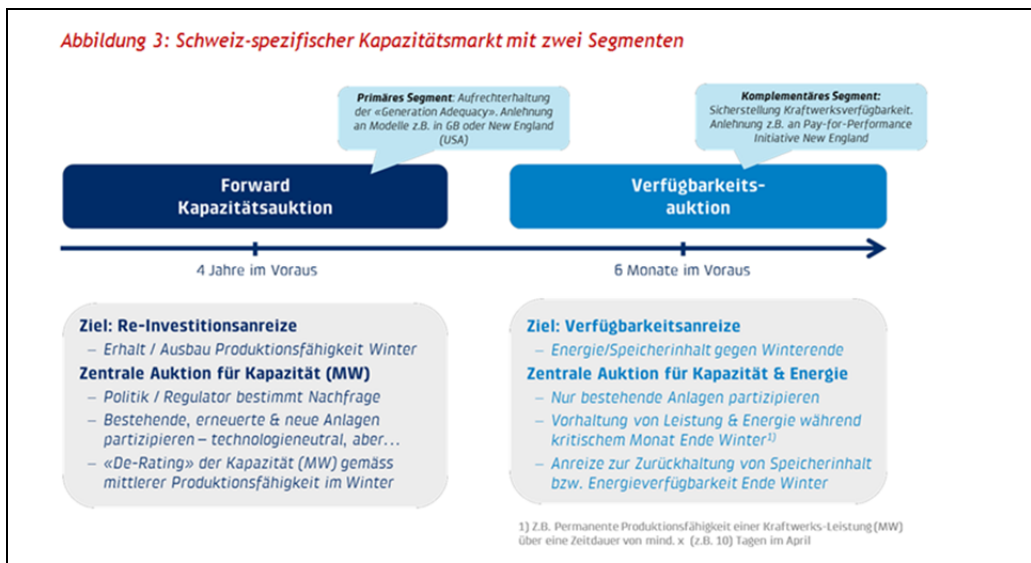 Abbildung 3: Schweiz-spezifischer Kapazitätsmarkt mit zwei Segmenten
Primäres Segment: Aufrechterhaltung
der «Generation Adequacy». Anlehnung
an Modelle z.B. in GB oder New England
(USA)
Komplementäres Segment:
Sicherstellung Kraftwerksverfügbarkeit.
Anlehnung z.B. an Pay-for-Performance
Initiative New England
Forward
Kapazitätsauktion
Verfügbarkeits-
auktion
4 Jahre im Voraus
6 Monate im Voraus
Ziel: Re-Investitionsanreize
– Erhalt / Ausbau Produktionsfähigkeit Winter
Zentrale Auktion für Kapazität (MW)
– Politik / Regulator bestimmt Nachfrage
– Bestehende, erneuerte & neue Anlagen
partizipieren – technologieneutral, aber...
– «De-Rating» der Kapazität (MW) gemäss
mittlerer Produktionsfähigkeit im Winter
Ziel: Verfügbarkeitsanreize
– Energie/Speicherinhalt gegen Winterende
Zentrale Auktion für Kapazität & Energie
– Nur bestehende Anlagen partizipieren
– Vorhaltung von Leistung & Energie während
kritischem Monat Ende Winter1)
– Anreize zur Zurückhaltung von Speicherinhalt
bzw. Energieverfügbarkeit Ende Winter
1) Z.B. Permanente Produktionsfähigkeit einer Kraftwerks-Leistung (MW)
über eine Zeitdauer von mind. x (z.B. 10) Tagen im April